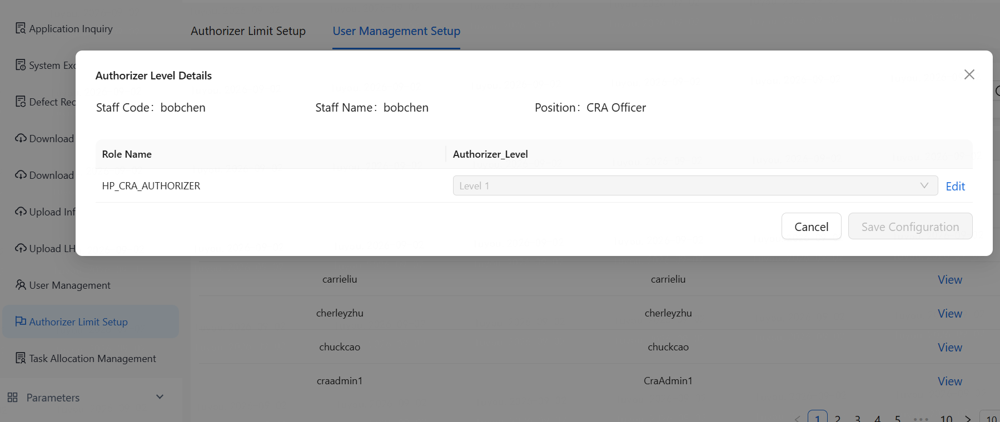 Application Inquiry
Authorizer Limit Setup
User Management Setup
System Exc
Authorizer Level Details
Defect Rec
Staff Code: bobchen
Staff Name: bobchen
Position: CRA Officer
Download
Role Name
Authorizer_Level
Download
HP_CRA_AUTHORIZER
Level 1
Edit
Upload Inf
Cancel
Save Configuration
Upload LH
carrieliu
carrieliu
View
User Management
cherleyzhu
cherleyzhu
View
Authorizer Limit Setup
chuckcao
chuckcao
View
Task Allocation Management
craadmin1
CraAdmin1
View
Parameters
1 2 3 4 5 ••• 10
10